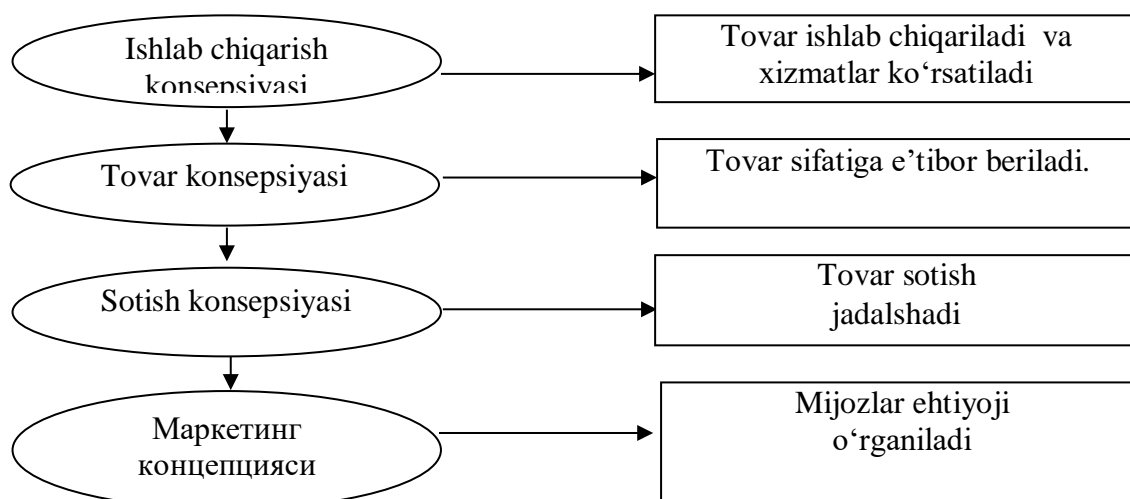 Ishlab chiqarish
konsepsiyasi
Tovar ishlab chiqariladi va
xizmatlar ko‘rsatiladi
Tovar konsepsiyasi
Tovar sifatiga e’tibor beriladi.
Sotish konsepsiyasi
Tovar sotish
jadalshadi
Маркетинг
концепцияси
Mijozlar ehtiyoji
o‘rganiladi